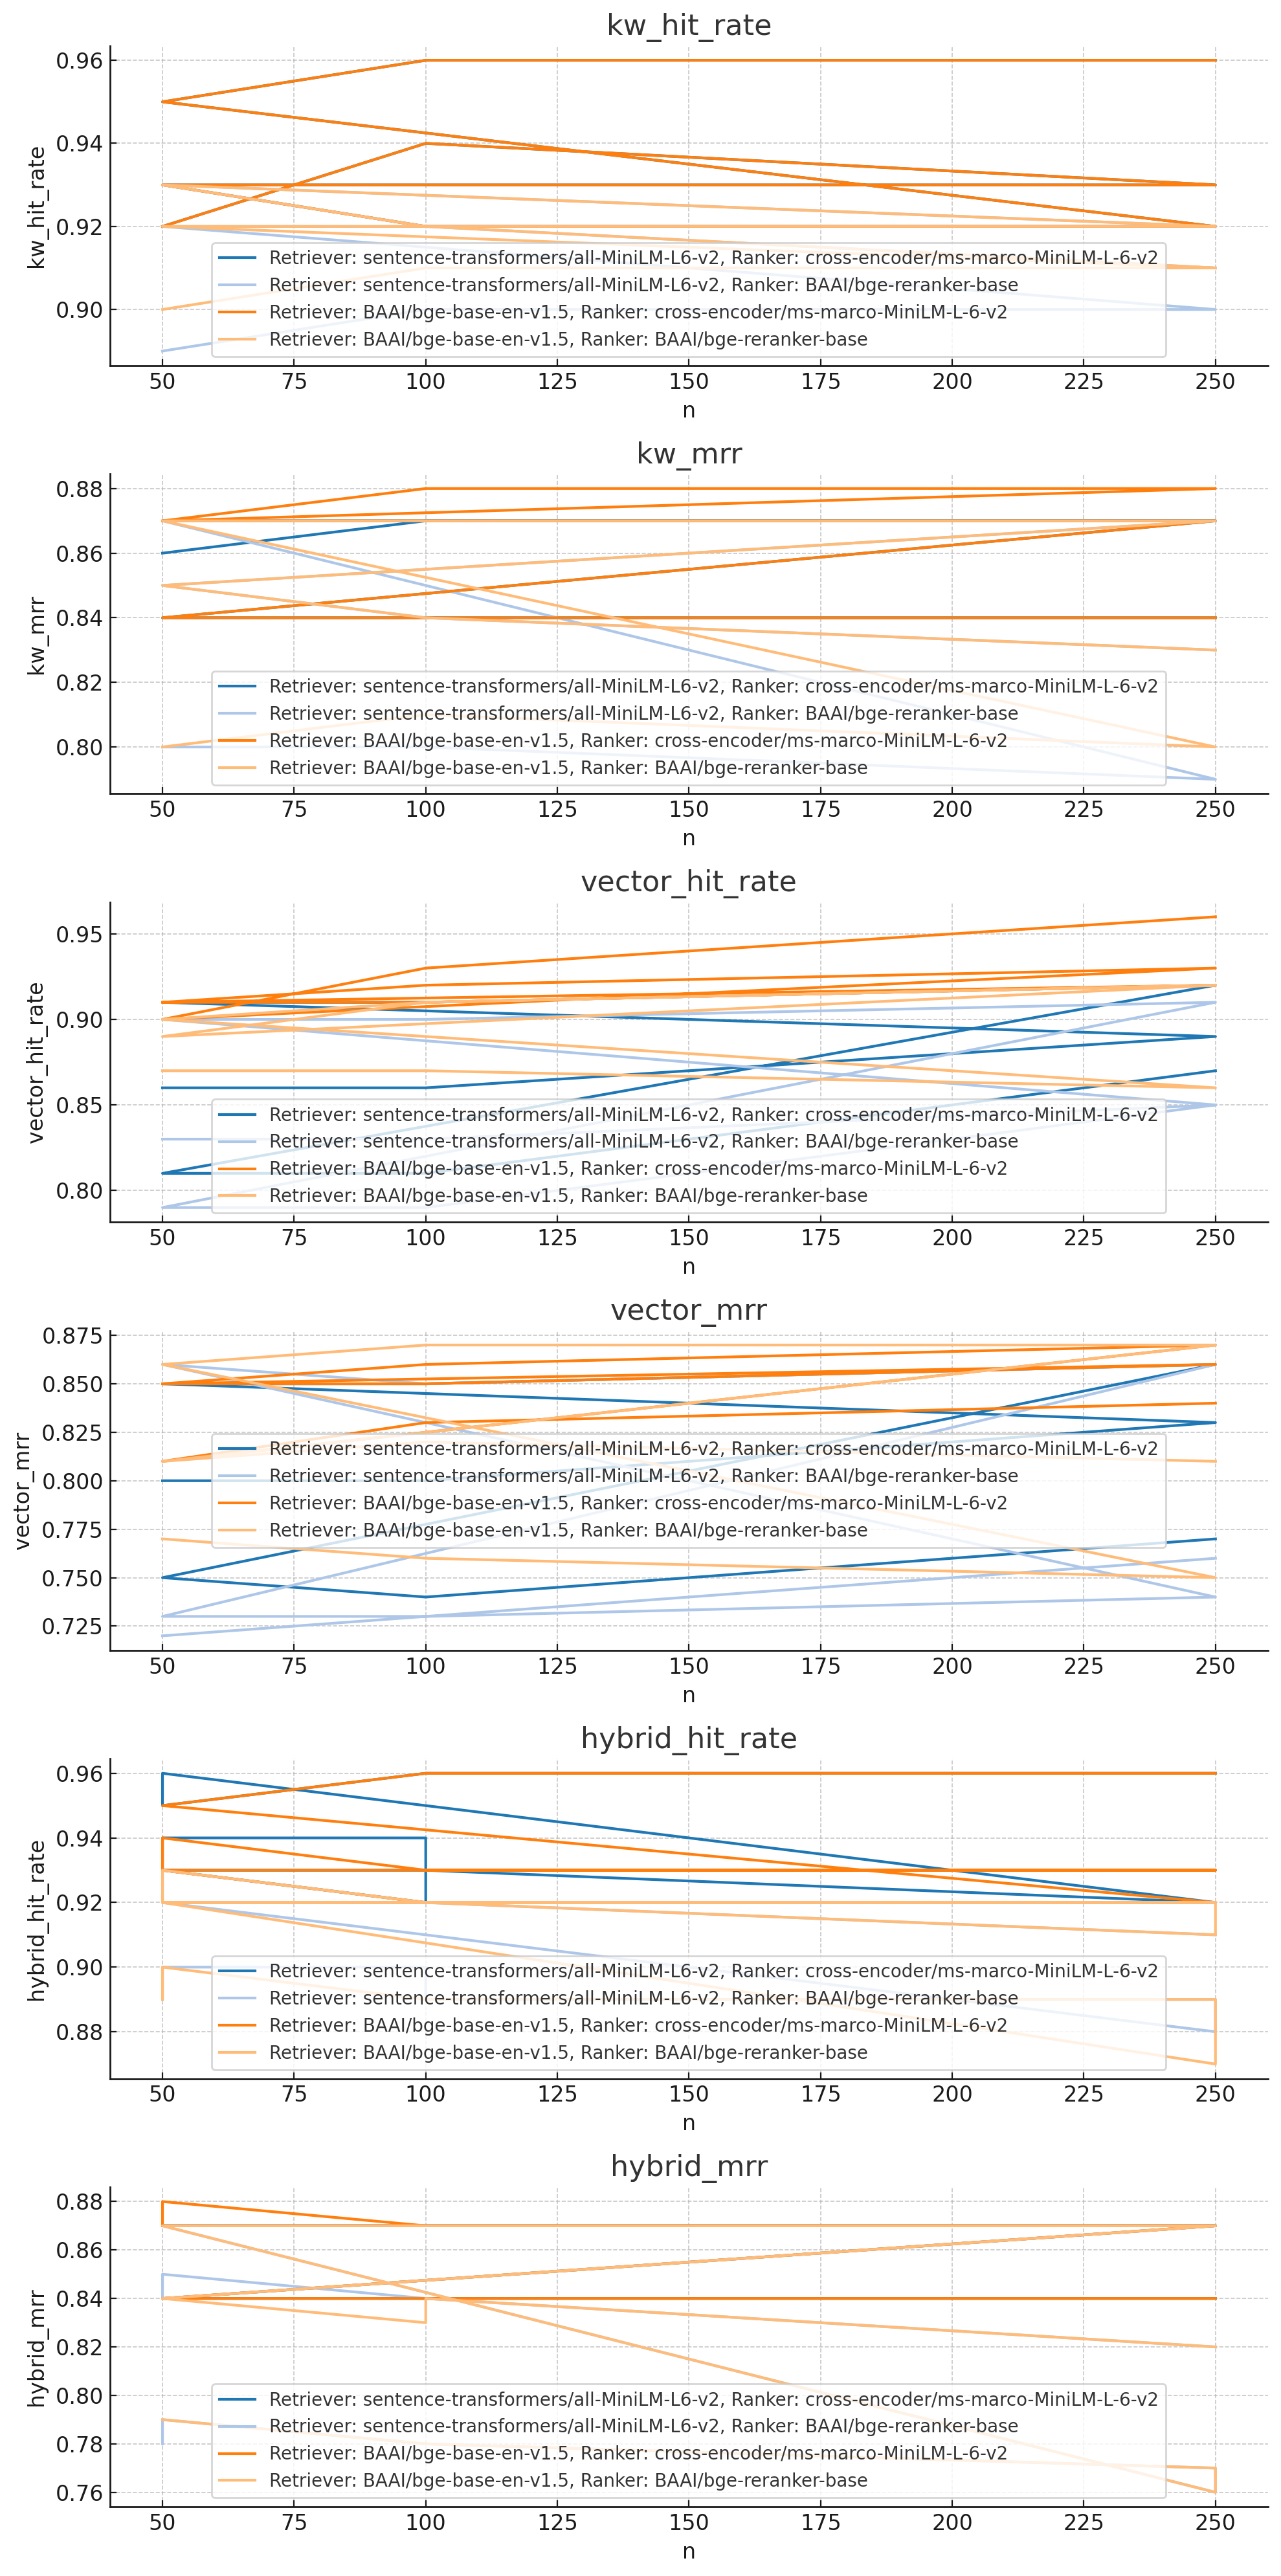 kw_hit_rate
0.96
0.94
0.92
0.90
kw_hit_rate
Retriever: sentence-transformers/all-MiniLM-L6-v2, Ranker: cross-encoder/ms-marco-MiniLM-L-6-v2
Retriever: sentence-transformers/all-MiniLM-L6-v2, Ranker: BAAI/bge-reranker-base
Retriever: BAAI/bge-base-en-v1.5, Ranker: cross-encoder/ms-marco-MiniLM-L-6-v2
Retriever: BAAI/bge-base-en-v1.5, Ranker: BAAI/bge-reranker-base
50 75 100 125 150 175 200 225 250
n
kw_mrr
0.88
0.86
0.84
0.82
0.80
kw_mrr
Retriever: sentence-transformers/all-MiniLM-L6-v2, Ranker: cross-encoder/ms-marco-MiniLM-L-6-v2
Retriever: sentence-transformers/all-MiniLM-L6-v2, Ranker: BAAI/bge-reranker-base
Retriever: BAAI/bge-base-en-v1.5, Ranker: cross-encoder/ms-marco-MiniLM-L-6-v2
Retriever: BAAI/bge-base-en-v1.5, Ranker: BAAI/bge-reranker-base
50 75 100 125 150 175 200 225 250
n
vector_hit_rate
0.95
0.90
0.85
0.80
vector_hit_rate
Retriever: sentence-transformers/all-MiniLM-L6-v2, Ranker: cross-encoder/ms-marco-MiniLM-L-6-v2
Retriever: sentence-transformers/all-MiniLM-L6-v2, Ranker: BAAI/bge-reranker-base
Retriever: BAAI/bge-base-en-v1.5, Ranker: cross-encoder/ms-marco-MiniLM-L-6-v2
Retriever: BAAI/bge-base-en-v1.5, Ranker: BAAI/bge-reranker-base
50 75 100 125 150 175 200 225 250
n
vector_mrr
0.875
0.850
0.825
0.800
0.775
0.750
0.725
vector_mrr
Retriever: sentence-transformers/all-MiniLM-L6-v2, Ranker: cross-encoder/ms-marco-MiniLM-L-6-v2
Retriever: sentence-transformers/all-MiniLM-L6-v2, Ranker: BAAI/bge-reranker-base
Retriever: BAAI/bge-base-en-v1.5, Ranker: cross-encoder/ms-marco-MiniLM-L-6-v2
Retriever: BAAI/bge-base-en-v1.5, Ranker: BAAI/bge-reranker-base
50 75 100 125 150 175 200 225 250
n
hybrid_hit_rate
0.96
0.94
0.92
0.90
0.88
hybrid_hit_rate
Retriever: sentence-transformers/all-MiniLM-L6-v2, Ranker: cross-encoder/ms-marco-MiniLM-L-6-v2
Retriever: sentence-transformers/all-MiniLM-L6-v2, Ranker: BAAI/bge-reranker-base
Retriever: BAAI/bge-base-en-v1.5, Ranker: cross-encoder/ms-marco-MiniLM-L-6-v2
Retriever: BAAI/bge-base-en-v1.5, Ranker: BAAI/bge-reranker-base
50 75 100 125 150 175 200 225 250
n
hybrid_mrr
0.88
0.86
0.84
0.82
0.80
0.78
0.76
hybrid_mrr
Retriever: sentence-transformers/all-MiniLM-L6-v2, Ranker: cross-encoder/ms-marco-MiniLM-L-6-v2
Retriever: sentence-transformers/all-MiniLM-L6-v2, Ranker: BAAI/bge-reranker-base
Retriever: BAAI/bge-base-en-v1.5, Ranker: cross-encoder/ms-marco-MiniLM-L-6-v2
Retriever: BAAI/bge-base-en-v1.5, Ranker: BAAI/bge-reranker-base
50 75 100 125 150 175 200 225 250
n